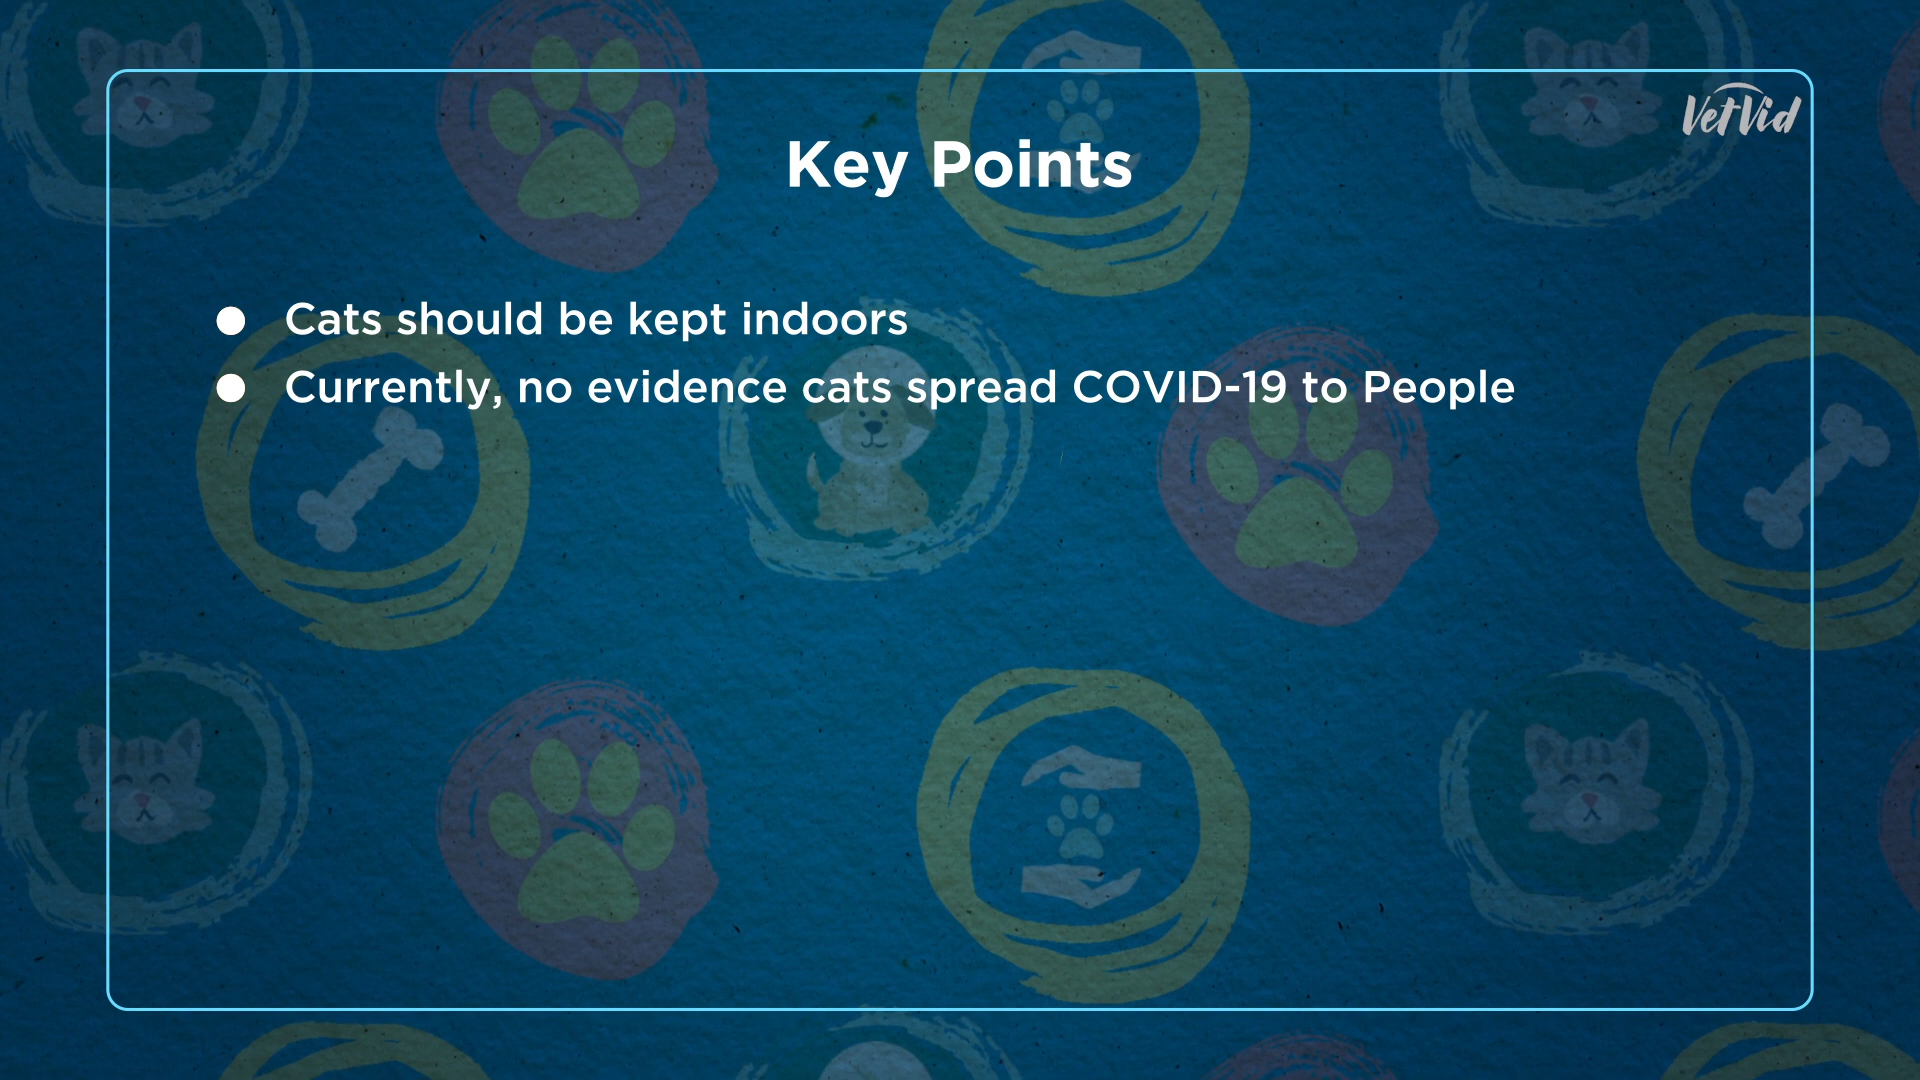 VetVid
Key Points
● Cats should be kept indoors
● Currently, no evidence cats spread COVID-19 to People